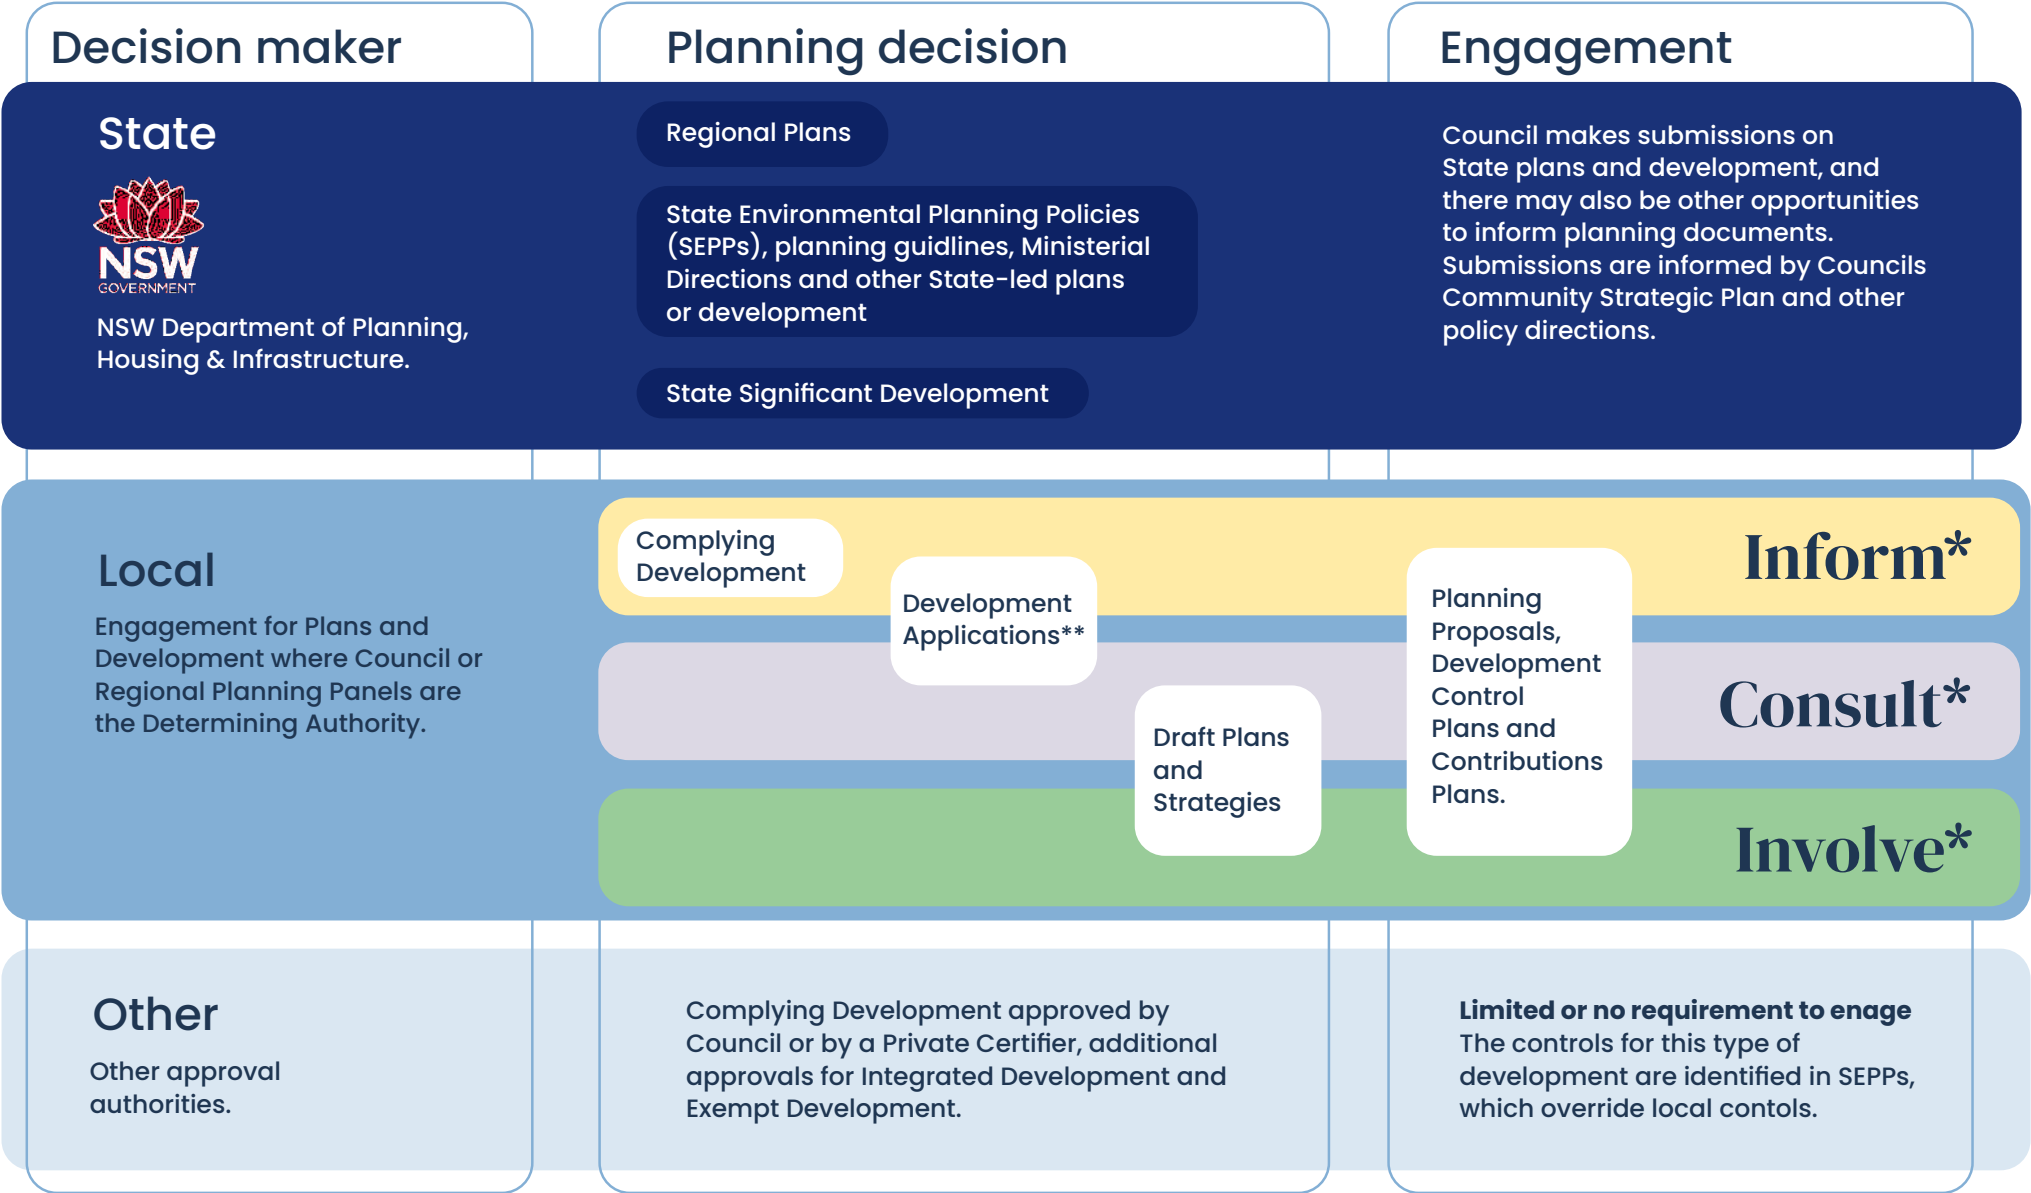 Decision maker
Planning decision
Engagement
State
NSW
GOVERNMENT
NSW Department of Planning,
Housing & Infrastructure.
Regional Plans
State Environmental Planning Policies
(SEPPs), planning guidlines, Ministerial
Directions and other State-led plans
or development
State Significant Development
Council makes submissions on
State plans and development, and
there may also be other opportunities
to inform planning documents.
Submissions are informed by Councils
Community Strategic Plan and other
policy directions.
Local
Engagement for Plans and
Development where Council or
Regional Planning Panels are
the Determining Authority.
Complying
Development
Development
Applications**
Draft Plans
and
Strategies
Planning
Proposals,
Development
Control
Plans and
Contributions
Plans.
Inform*
Consult*
Involve*
Other
Other approval
authorities.
Complying Development approved by
Council or by a Private Certifier, additional
approvals for Integrated Development and
Exempt Development.
Limited or no requirement to enage
The controls for this type of
development are identified in SEPPs,
which override local contols.